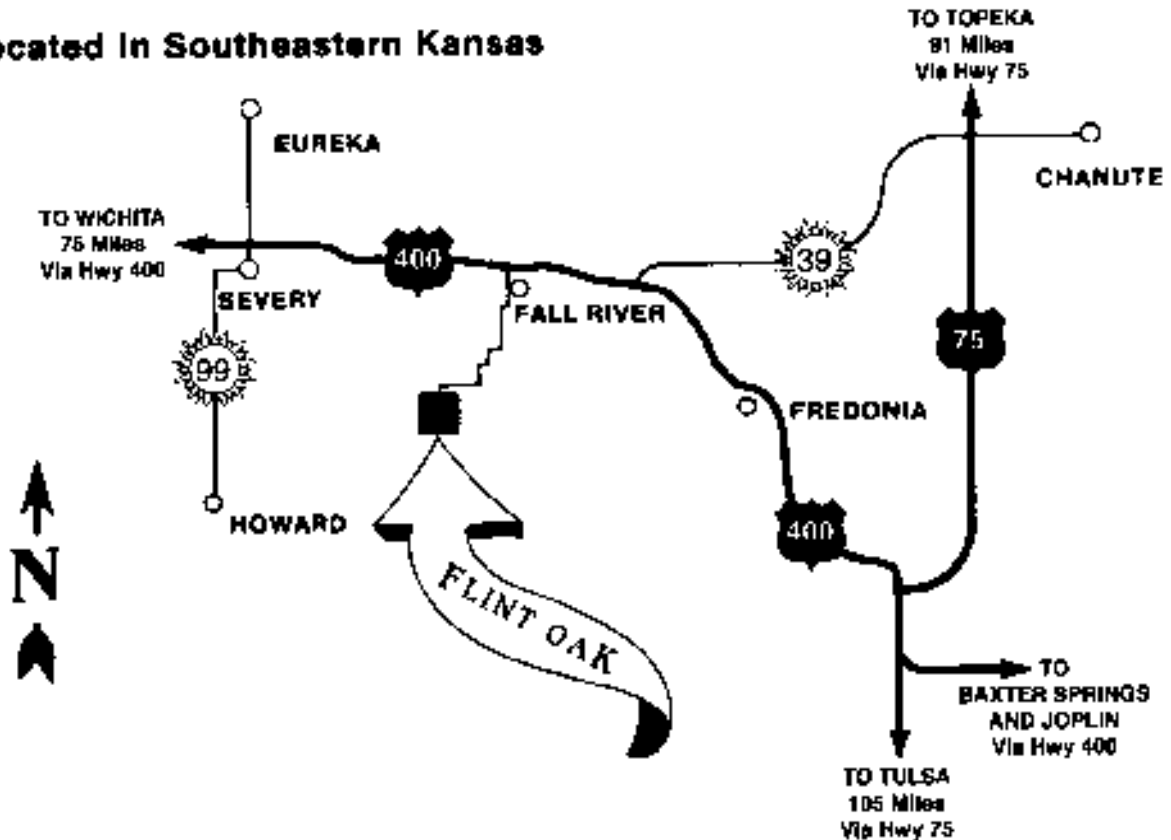 ocated In Southeastern Kansas
TO TOPEKA
91 Miles
Via Hwy 75
EUREKA
CHANUTE
TO WICHITA
75 Miles
Via Hwy 400
400
39
SEVERY
FALL RIVER
75
99
FREDONIA
HOWARD
400
N
FLINT OAK
TO
BAXTER SPRINGS
AND JOPLIN
Via Hwy 400
TO TULSA
105 Miles
Via Hwy 75